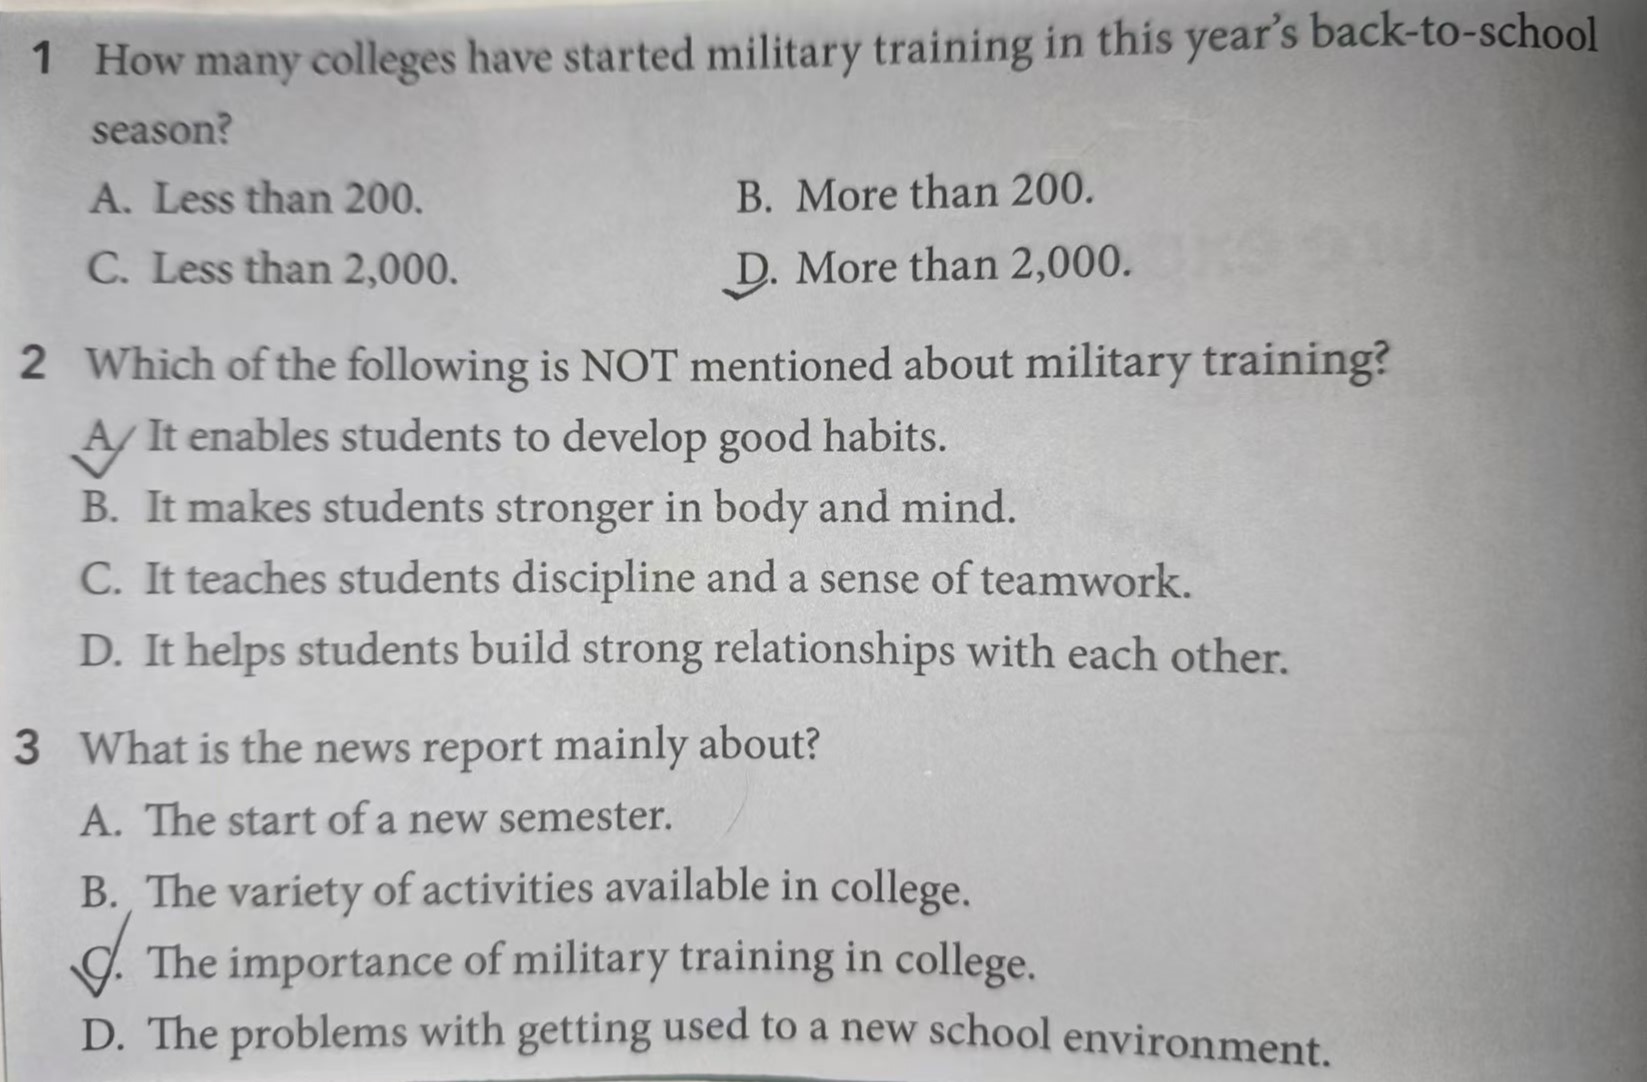 1 How many colleges have started military training in this year's back-to-school
season?
A. Less than 200. B. More than 200.
C. Less than 2,000. D. More than 2,000.
2 Which of the following is NOT mentioned about military training?
A. It enables students to develop good habits.
B. It makes students stronger in body and mind.
C. It teaches students discipline and a sense of teamwork.
D. It helps students build strong relationships with each other.
3 What is the news report mainly about?
A. The start of a new semester.
B. The variety of activities available in college.
C. The importance of military training in college.
D. The problems with getting used to a new school environment.